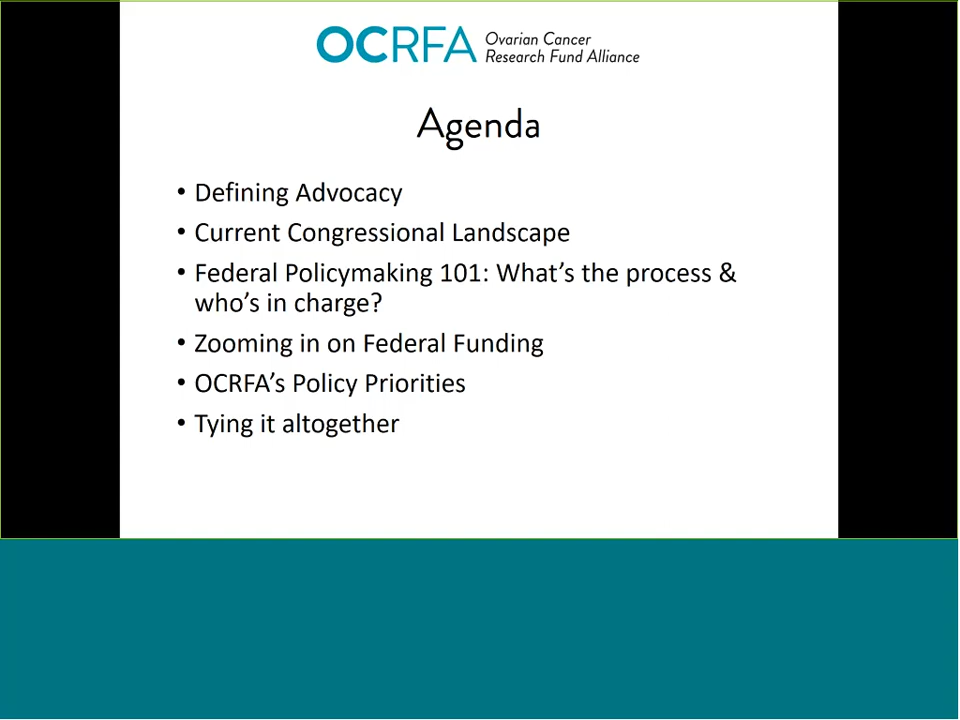 OCRFA Ovarian Cancer
Research Fund Alliance
Agenda
• Defining Advocacy
• Current Congressional Landscape
• Federal Policymaking 101: What's the process &
who's in charge?
• Zooming in on Federal Funding
• OCRFA's Policy Priorities
• Tying it altogether